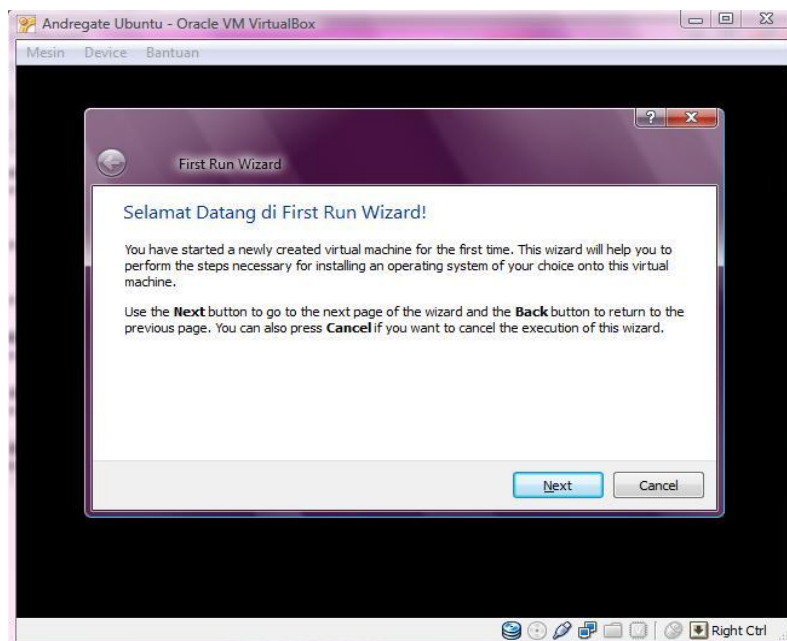 Andregate Ubuntu - Oracle VM VirtualBox
Mesin Device Bantuan
?
First Run Wizard
Selamat Datang di First Run Wizard!
You have started a newly created virtual machine for the first time. This wizard will help you to
perform the steps necessary for installing an operating system of your choice onto this virtual
machine.
Use the Next button to go to the next page of the wizard and the Back button to return to the
previous page. You can also press Cancel if you want to cancel the execution of this wizard.
Next Cancel
Right Ctrl